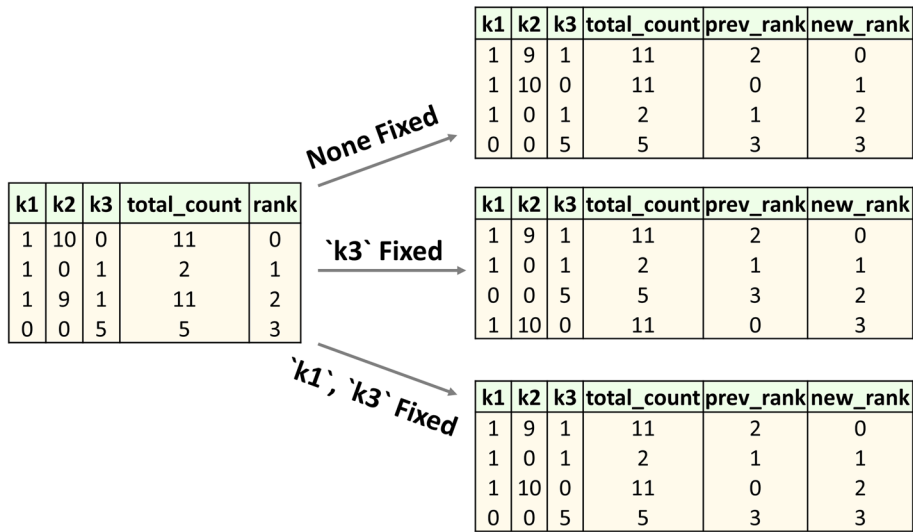 k1 k2 k3 total_count rank
1 10 0 11 0
1 0 1 2 1
1 9 1 11 2
0 0 5 5 3
None Fixed
k1 k2 k3 total_count prev_rank new_rank
1 9 1 11 2 0
1 10 0 11 0 1
1 0 1 2 1 2
0 0 5 5 3 3
`k3` Fixed
k1 k2 k3 total_count prev_rank new_rank
1 9 1 11 2 0
1 0 1 2 1 1
0 0 5 5 3 2
1 10 0 11 0 3
`k1`, `k3` Fixed
k1 k2 k3 total_count prev_rank new_rank
1 9 1 11 2 0
1 0 1 2 1 1
1 10 0 11 0 2
0 0 5 5 3 3